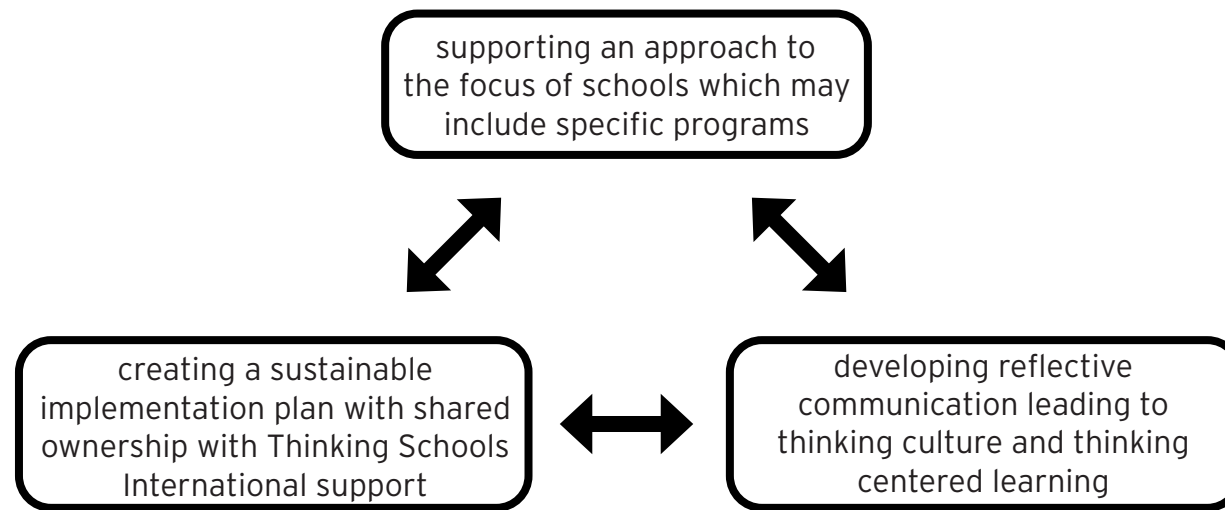 supporting an approach to
the focus of schools which may
include specific programs
creating a sustainable
implementation plan with shared
ownership with Thinking Schools
International support
developing reflective
communication leading to
thinking culture and thinking
centered learning